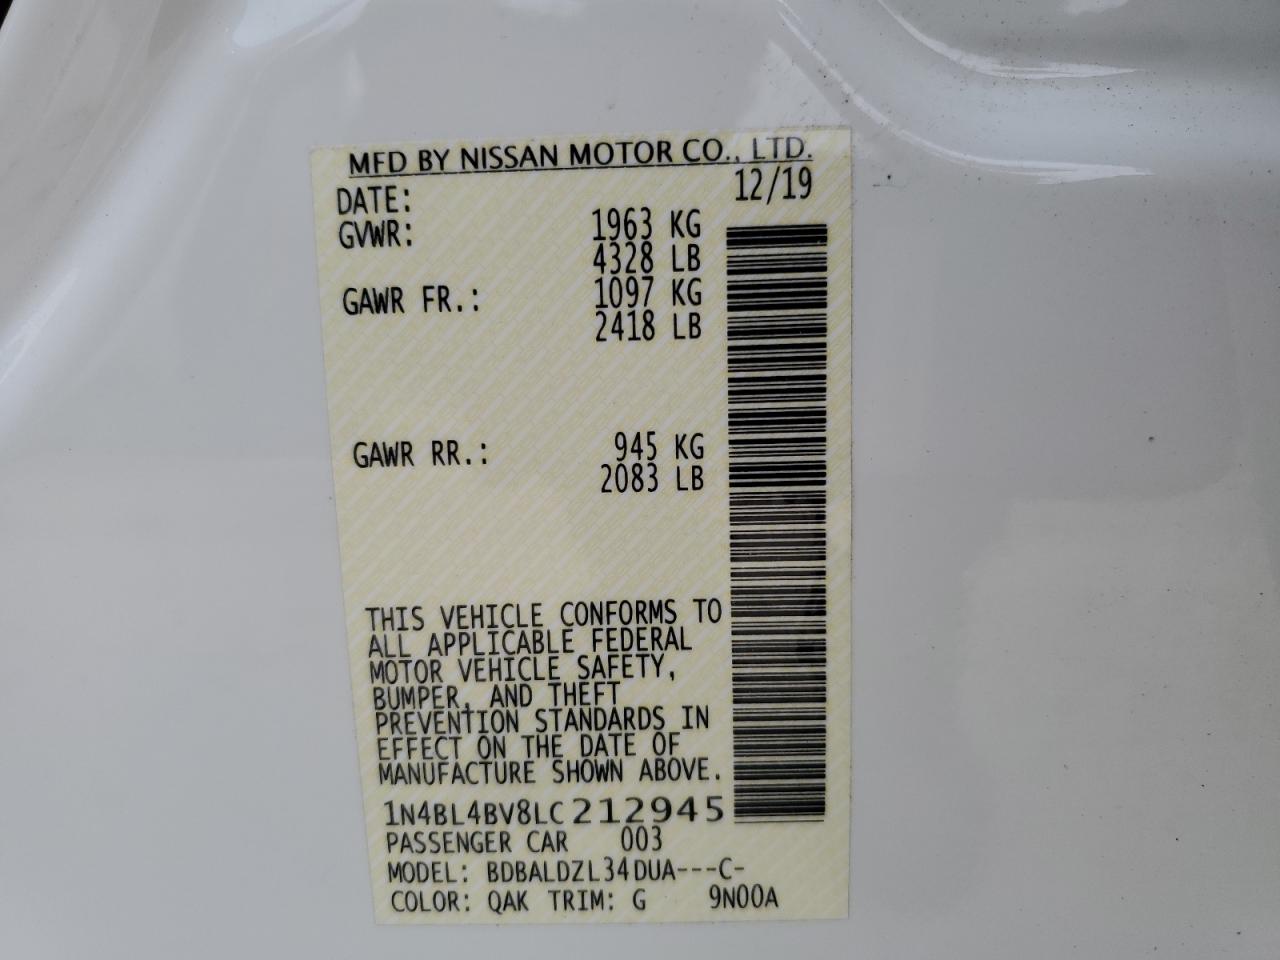 MFD BY NISSAN MOTOR CO., LTD.
DATE: 12/19
GVWR: 1963 KG
4328 LB
GAWR FR.: 1097 KG
2418 LB
GAWR RR.: 945 KG
2083 LB
THIS VEHICLE CONFORMS TO
ALL APPLICABLE FEDERAL
MOTOR VEHICLE SAFETY,
BUMPER, AND THEFT
PREVENTION STANDARDS IN
EFFECT ON THE DATE OF
MANUFACTURE SHOWN ABOVE.
1N4BL4BV8LC212945
PASSENGER CAR 003
MODEL: BDBALDZL34DUA---C-
COLOR: QAK TRIM: G 9N00A